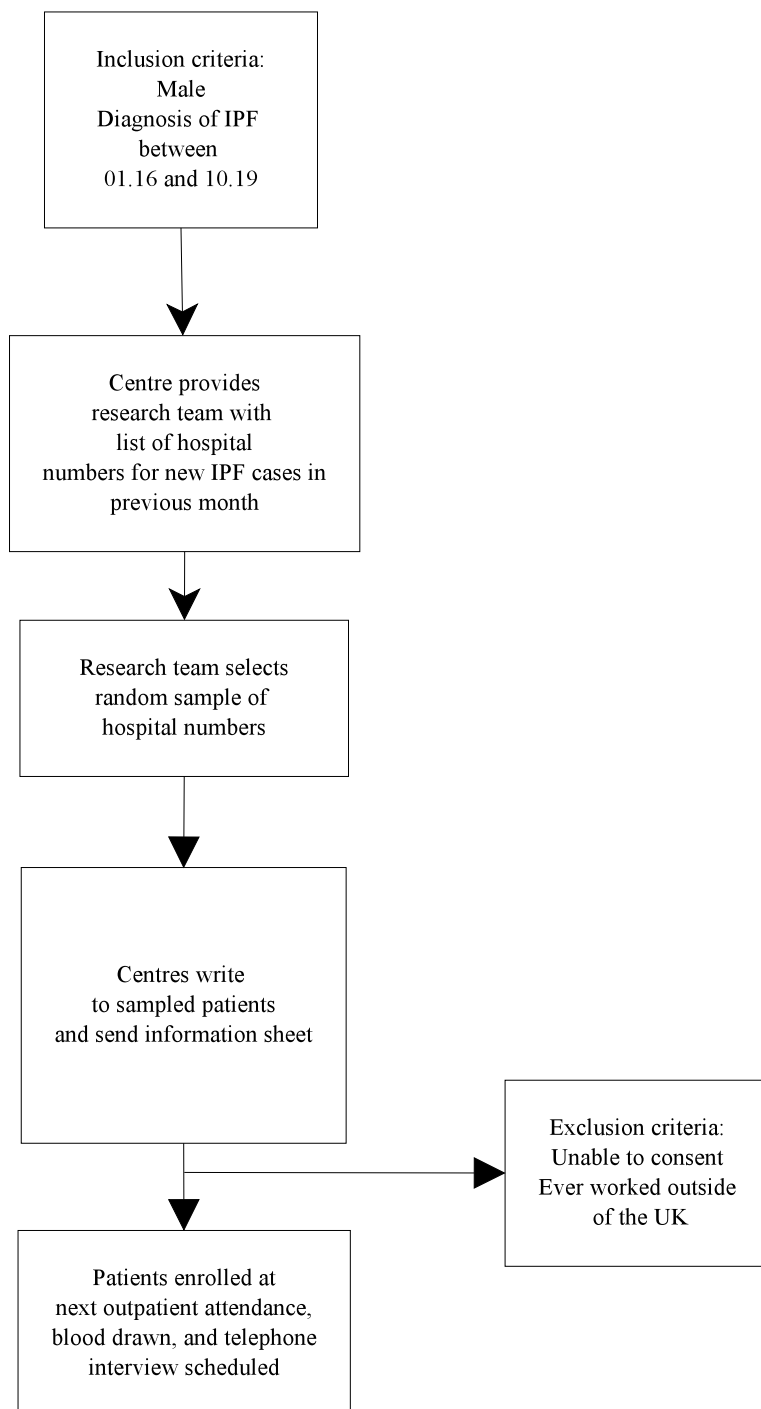 Inclusion criteria:
Male
Diagnosis of IPF
between
01.16 and 10.19
Centre provides
research team with
list of hospital
numbers for new IPF cases in
previous month
Research team selects
random sample of
hospital numbers
Centres write
to sampled patients
and send information sheet
Exclusion criteria:
Unable to consent
Ever worked outside
of the UK
Patients enrolled at
next outpatient attendance,
blood drawn, and telephone
interview scheduled